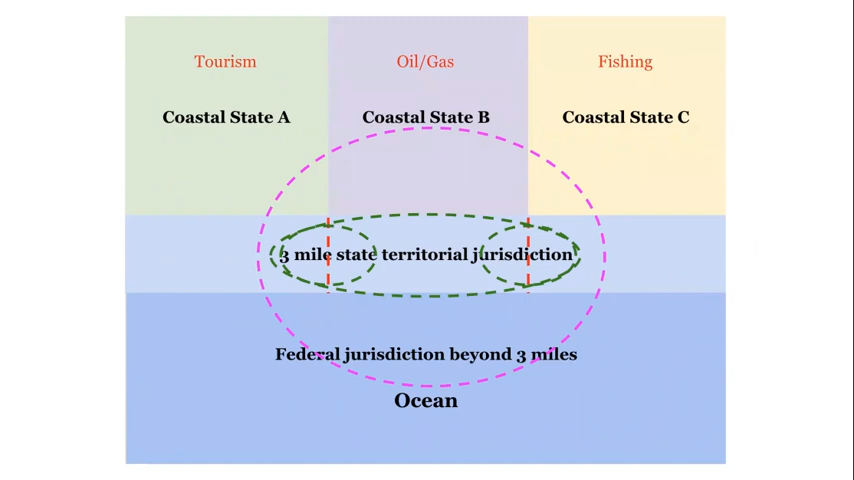 Tourism
Oil/Gas
Fishing
Coastal State A
Coastal State B
Coastal State C
3 mile state territorial jurisdiction
Federal jurisdiction beyond 3 miles
Ocean